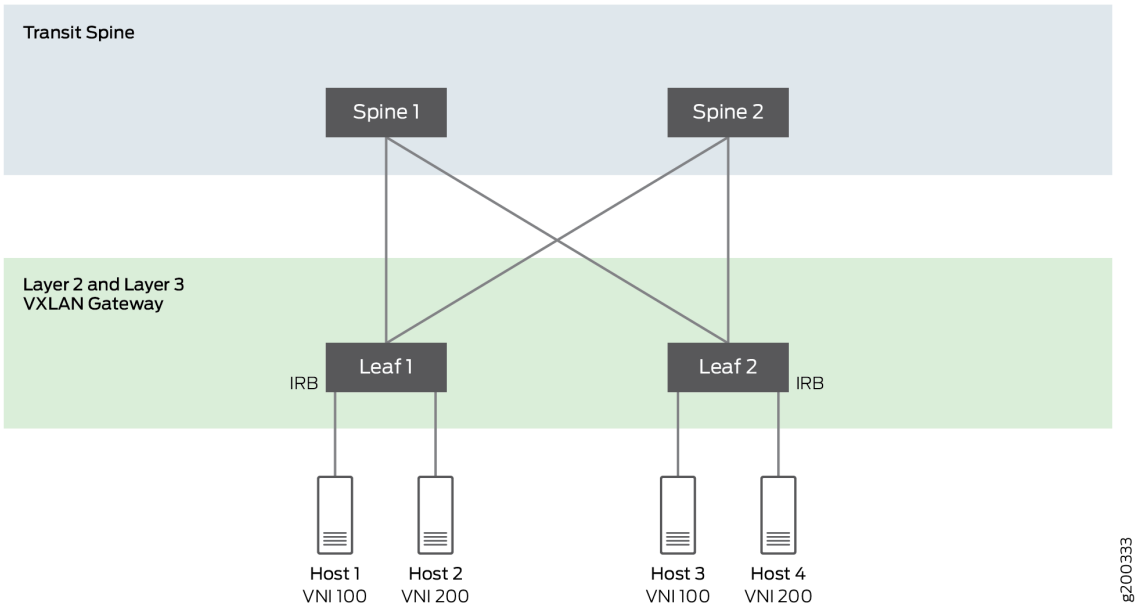 Transit Spine
Spine 1
Spine 2
Layer 2 and Layer 3
VXLAN Gateway
Leaf 1
Leaf 2
IRB
IRB
Host 1
Host 2
Host 3
Host 4
VNI 100
VNI 200
VNI 100
VNI 200
g200333